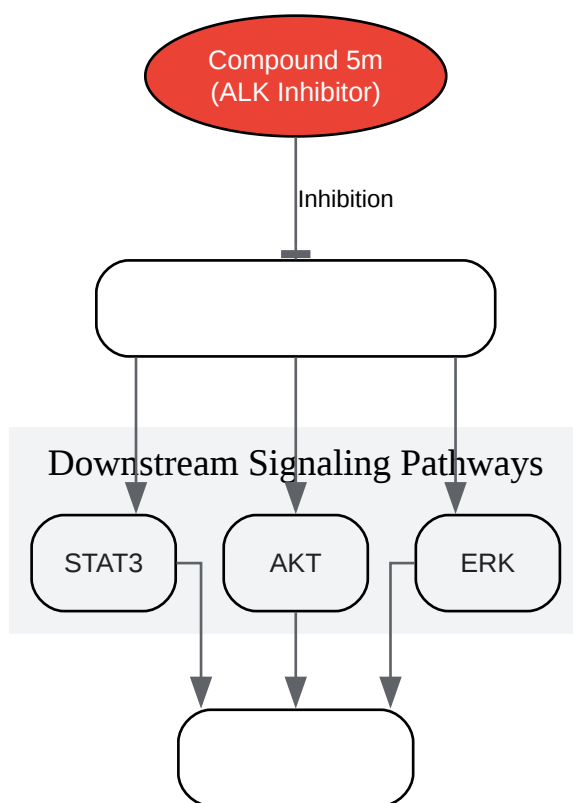 Compound 5m
(ALK Inhibitor)
Inhibition
Downstream Signaling Pathways
STAT3
AKT
ERK